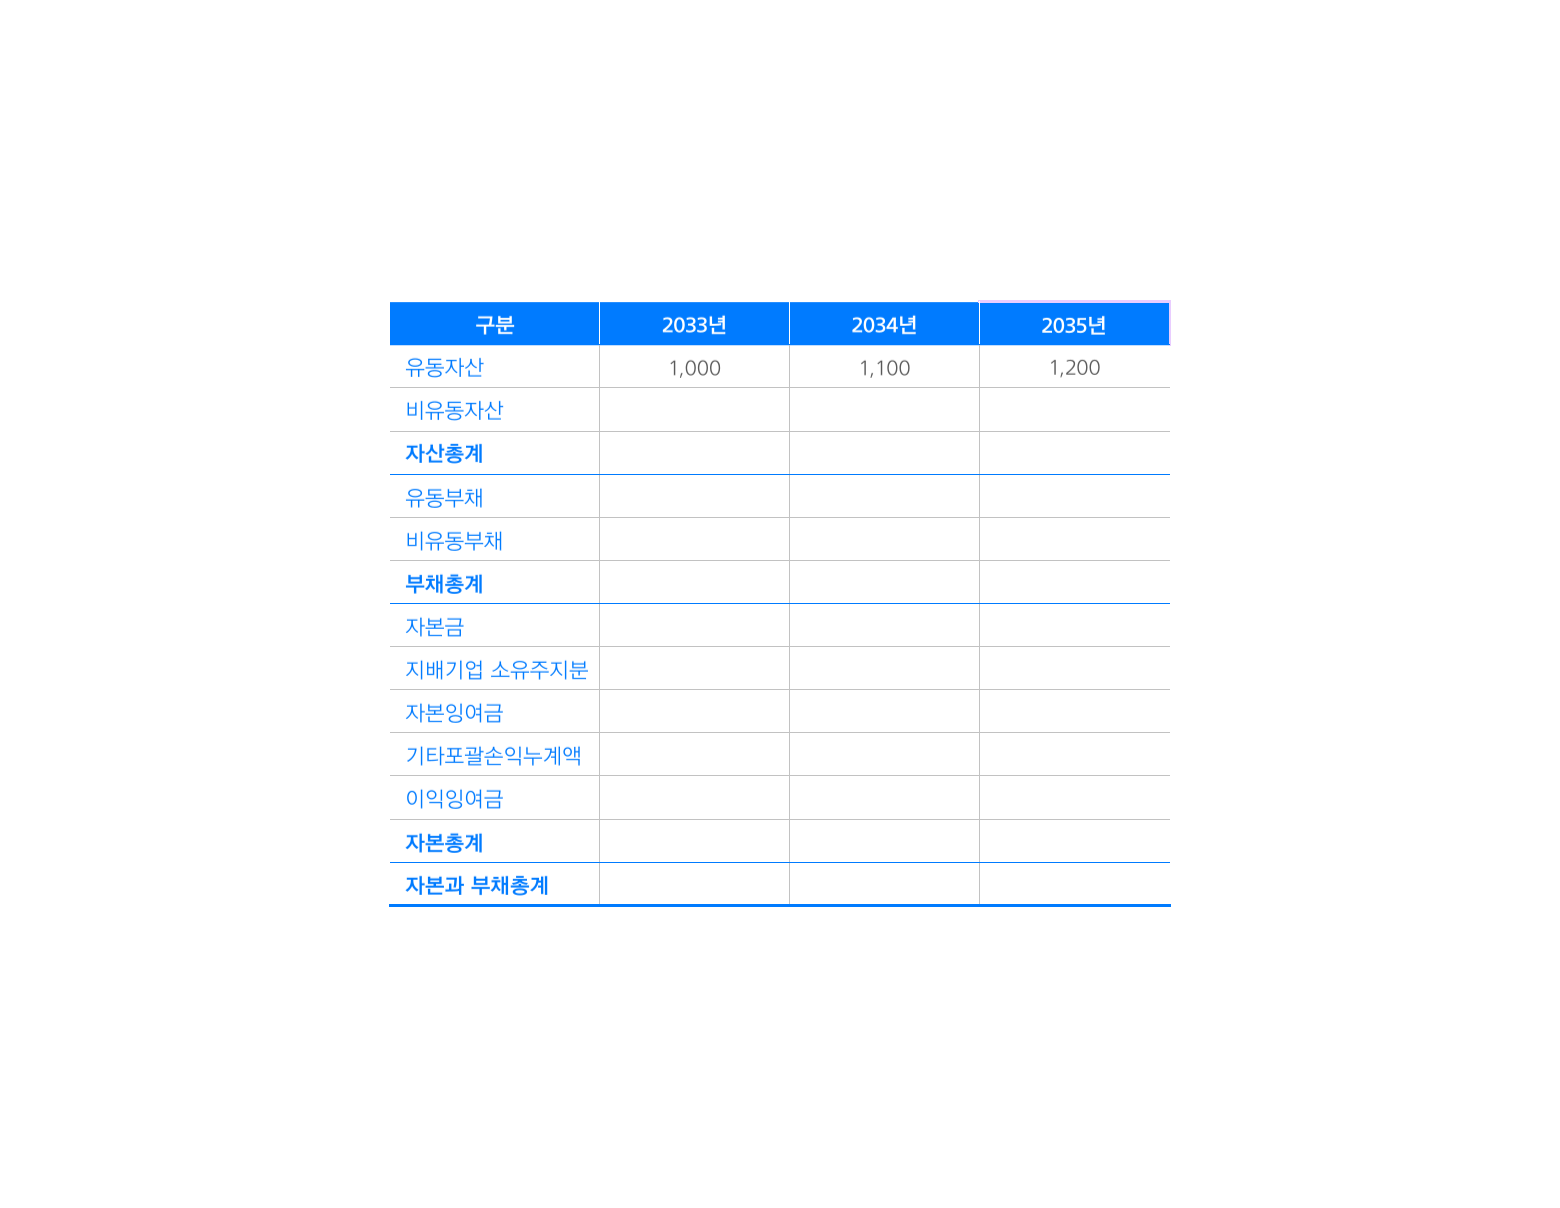 구분 2033년 2034년 2035년
유동자산 1,000 1,100 1,200
비유동자산
자산총계
유동부채
비유동부채
부채총계
자본금
지배기업 소유주지분
자본잉여금
기타포괄손익누계액
이익잉여금
자본총계
자본과 부채총계